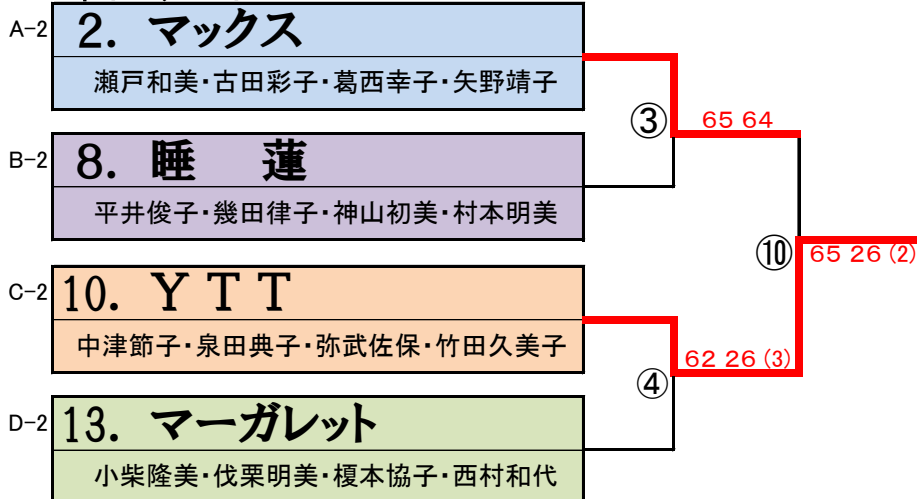 A-2
2. マックス
瀬戸和美・古田彩子・葛西幸子・矢野靖子
③
65 64
B-2
8. 睡 蓮
平井俊子・幾田律子・神山初美・村本明美
⑩
65 26 (2)
C-2
10. ＹＴＴ
中津節子・泉田典子・弥武佐保・竹田久美子
62 26 (3)
④
D-2
13. マーガレット
小柴隆美・伐栗明美・榎本協子・西村和代